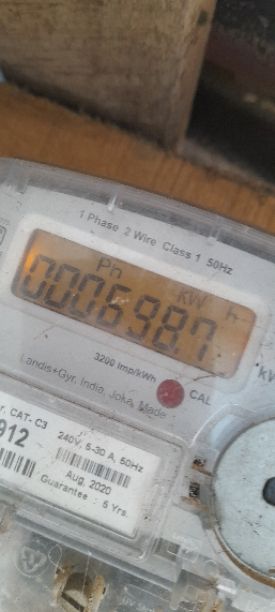 1 Phase 2 Wire Class 1 50Hz
Ph kW h
0006987
3200 imp/kWh
CAL
Landis+Gyr, India, Joka, Made
r. CAT- C3
912
240V, 5-30 A, 50Hz
Aug, 2020
Guarantee : 5 Yrs.